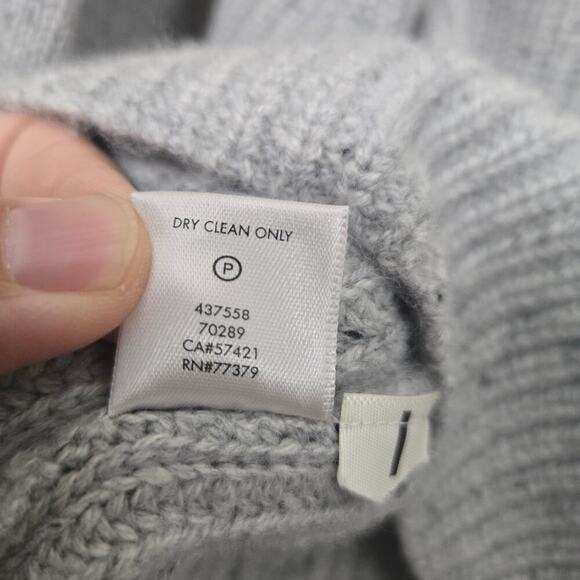 DRY CLEAN ONLY
P
437558
70289
CA#57421
RN#77379